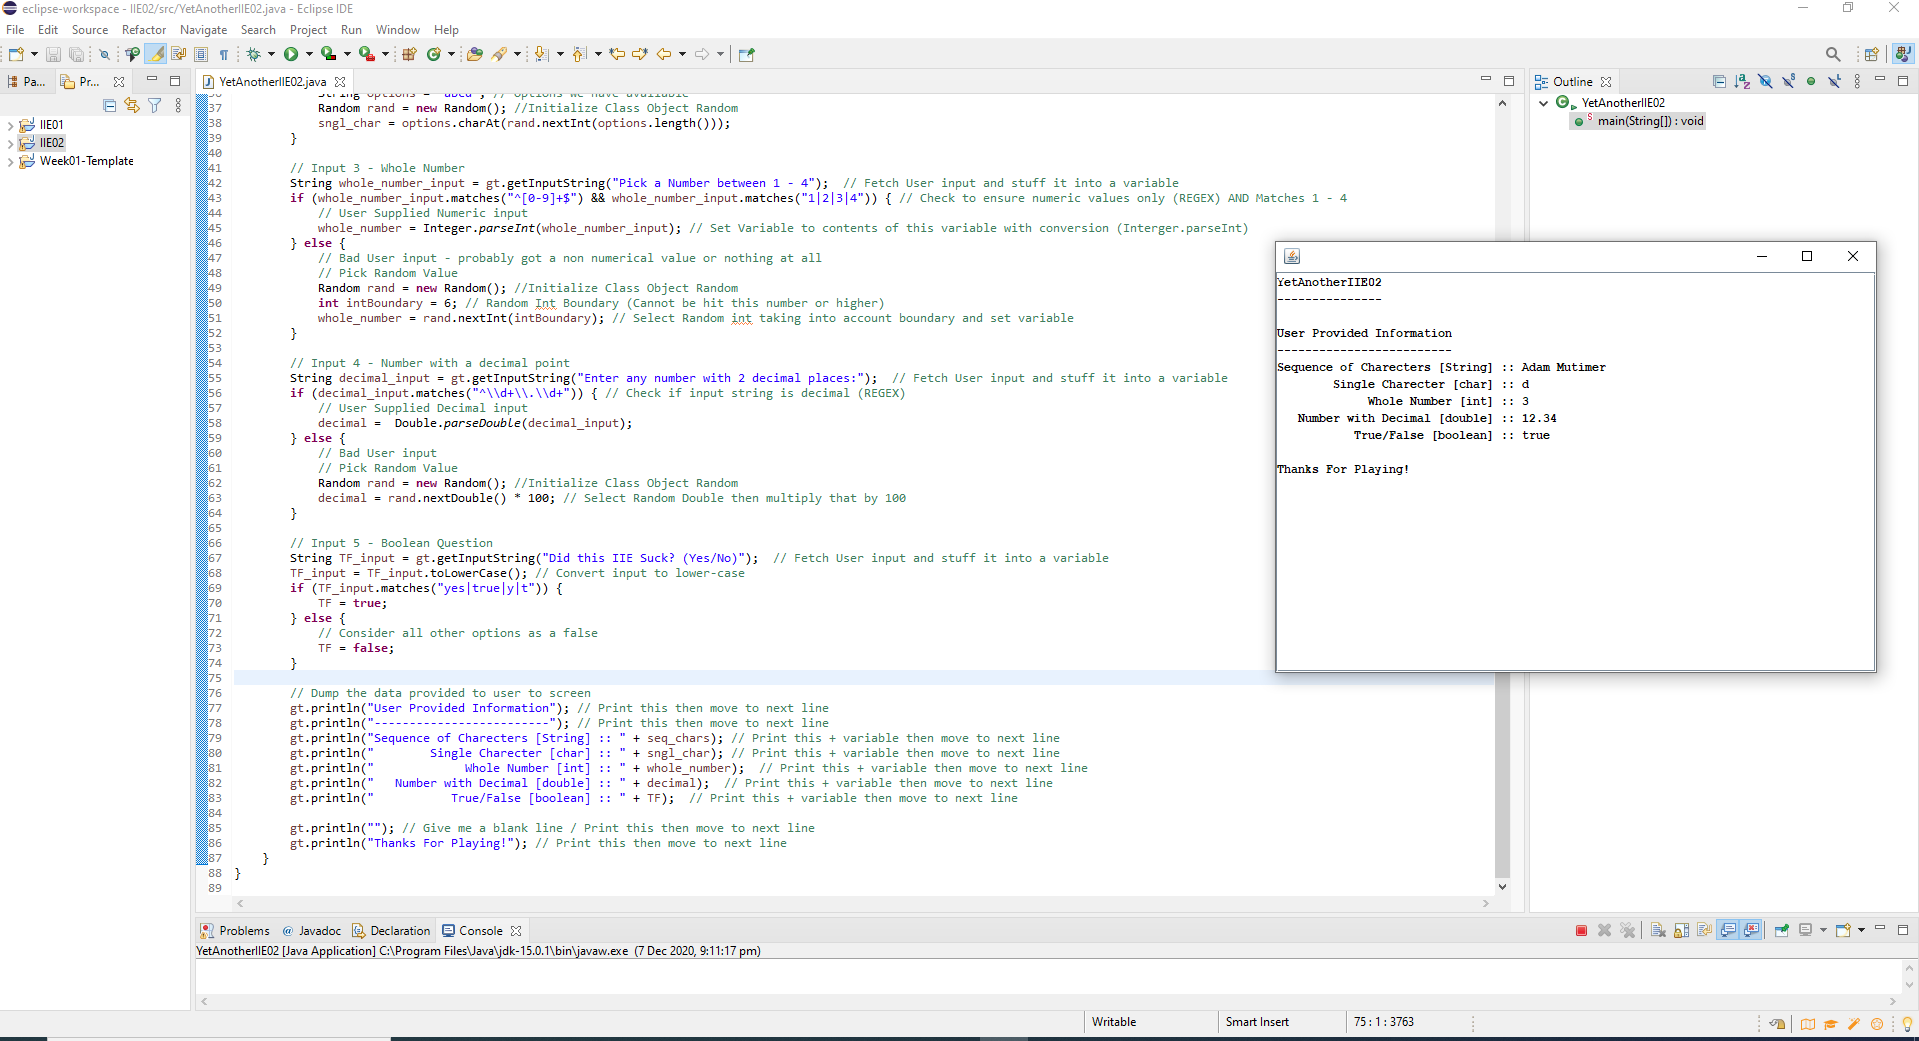 eclipse-workspace - IIE02/src/YetAnotherIIE02.java - Eclipse IDE
File Edit Source Refactor Navigate Search Project Run Window Help
Pa... Pr...
IIE01
IIE02
Week01-Template
YetAnotherIIE02.java
37 Random rand = new Random(); //Initialize Class Object Random
38 sngl_char = options.charAt(rand.nextInt(options.length()));
39 }
40
41 // Input 3 - Whole Number
42 String whole_number_input = gt.getInputString("Pick a Number between 1 - 4"); // Fetch User input and stuff it into a variable
43 if (whole_number_input.matches("^[0-9]+$") && whole_number_input.matches("1|2|3|4")) { // Check to ensure numeric values only (REGEX) AND Matches 1 - 4
44 // User Supplied Numeric input
45 whole_number = Integer.parseInt(whole_number_input); // Set Variable to contents of this variable with conversion (Interger.parseInt)
46 } else {
47 // Bad User input - probably got a non numerical value or nothing at all
48 // Pick Random Value
49 Random rand = new Random(); //Initialize Class Object Random
50 int intBoundary = 6; // Random Int Boundary (Cannot be hit this number or higher)
51 whole_number = rand.nextInt(intBoundary); // Select Random int taking into account boundary and set variable
52 }
53
54 // Input 4 - Number with a decimal point
55 String decimal_input = gt.getInputString("Enter any number with 2 decimal places:"); // Fetch User input and stuff it into a variable
56 if (decimal_input.matches("^\\d+\\.\\d+")) { // Check if input string is decimal (REGEX)
57 // User Supplied Decimal input
58 decimal = Double.parseDouble(decimal_input);
59 } else {
60 // Bad User input
61 // Pick Random Value
62 Random rand = new Random(); //Initialize Class Object Random
63 decimal = rand.nextDouble() * 100; // Select Random Double then multiply that by 100
64 }
65
66 // Input 5 - Boolean Question
67 String TF_input = gt.getInputString("Did this IIE Suck? (Yes/No)"); // Fetch User input and stuff it into a variable
68 TF_input = TF_input.toLowerCase(); // Convert input to lower-case
69 if (TF_input.matches("yes|true|y|t")) {
70 TF = true;
71 } else {
72 // Consider all other options as a false
73 TF = false;
74 }
75
76 // Dump the data provided to user to screen
77 gt.println("User Provided Information"); // Print this then move to next line
78 gt.println("-------------------------"); // Print this then move to next line
79 gt.println("Sequence of Charecters [String] :: " + seq_chars); // Print this + variable then move to next line
80 gt.println("        Single Charecter [char] :: " + sngl_char); // Print this + variable then move to next line
81 gt.println("             Whole Number [int] :: " + whole_number); // Print this + variable then move to next line
82 gt.println("   Number with Decimal [double] :: " + decimal); // Print this + variable then move to next line
83 gt.println("           True/False [boolean] :: " + TF); // Print this + variable then move to next line
84
85 gt.println(""); // Give me a blank line / Print this then move to next line
86 gt.println("Thanks For Playing!"); // Print this then move to next line
87 }
88 }
89
Outline
YetAnotherIIE02
main(String[]) : void
YetAnotherIIE02
---------------
User Provided Information
-------------------------
Sequence of Charecters [String] :: Adam Mutimer
Single Charecter [char] :: d
Whole Number [int] :: 3
Number with Decimal [double] :: 12.34
True/False [boolean] :: true
Thanks For Playing!
Problems @ Javadoc Declaration Console
YetAnotherIIE02 [Java Application] C:\Program Files\Java\jdk-15.0.1\bin\javaw.exe (7 Dec 2020, 9:11:17 pm)
Writable Smart Insert 75 : 1 : 3763